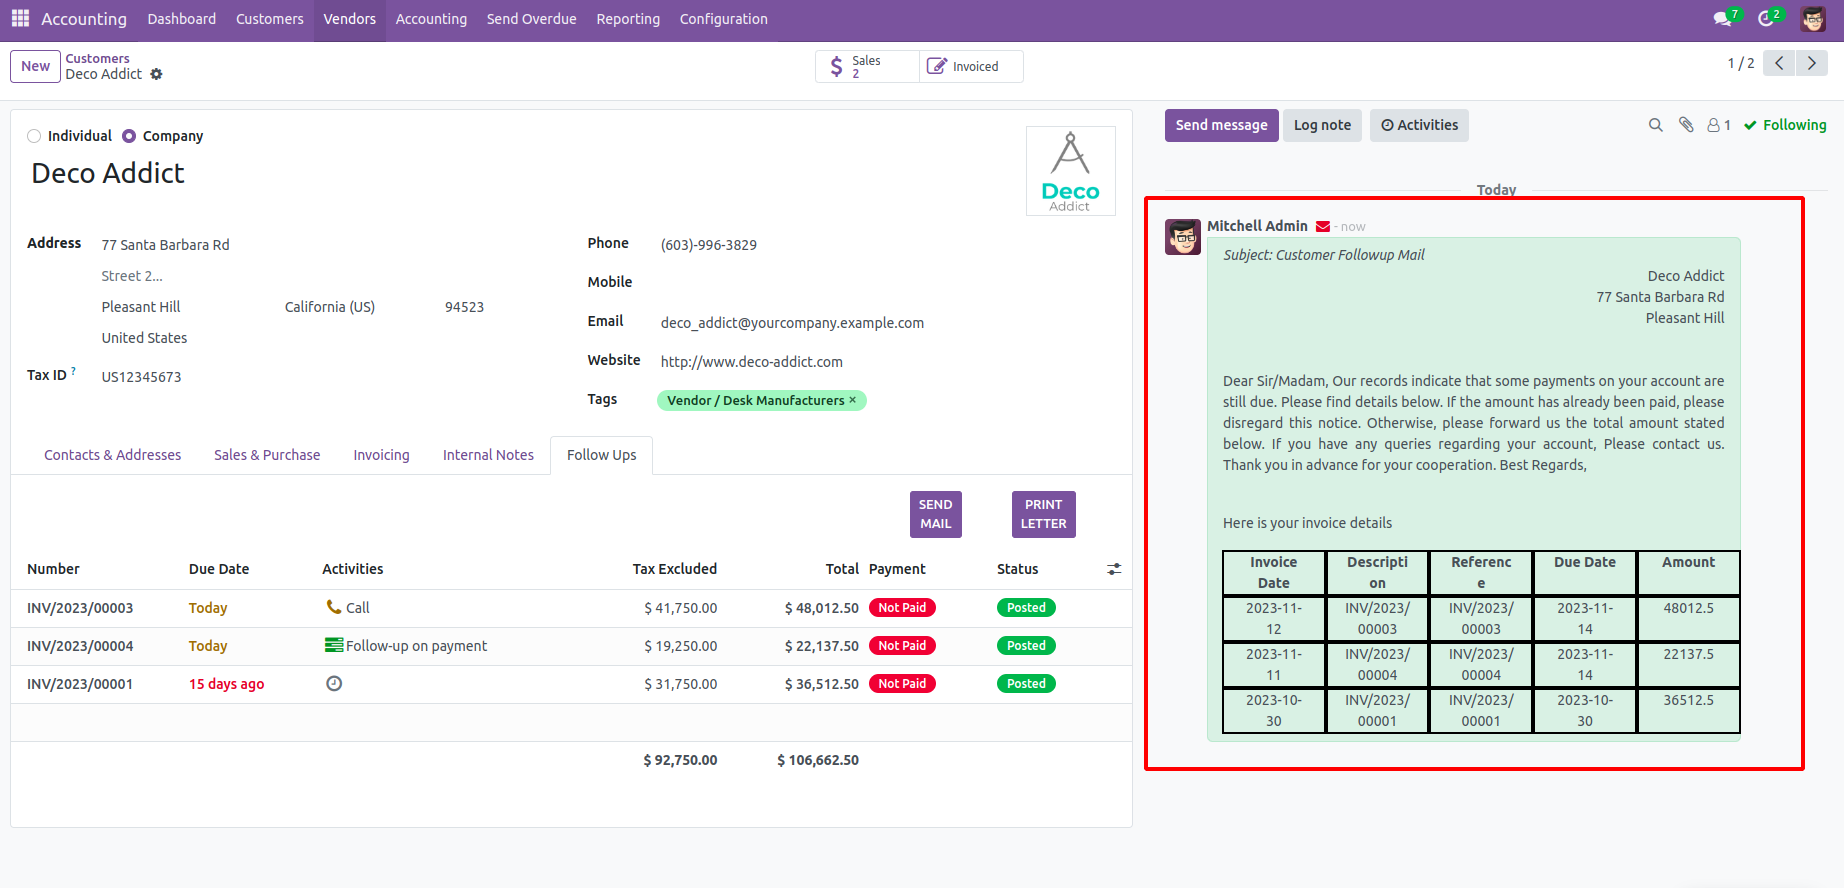 Accounting Dashboard Customers Vendors Accounting Send Overdue Reporting Configuration 7 2
New Customers
Deco Addict
Sales
2
Invoiced
1 / 2
Individual Company
Deco Addict
Deco
Addict
Address 77 Santa Barbara Rd
Street 2...
Pleasant Hill California (US) 94523
United States
Tax ID ? US12345673
Phone (603)-996-3829
Mobile
Email deco_addict@yourcompany.example.com
Website http://www.deco-addict.com
Tags Vendor / Desk Manufacturers ×
Contacts & Addresses Sales & Purchase Invoicing Internal Notes Follow Ups
SEND
MAIL
PRINT
LETTER
Number Due Date Activities Tax Excluded Total Payment Status
INV/2023/00003 Today Call $ 41,750.00 $ 48,012.50 Not Paid Posted
INV/2023/00004 Today Follow-up on payment $ 19,250.00 $ 22,137.50 Not Paid Posted
INV/2023/00001 15 days ago $ 31,750.00 $ 36,512.50 Not Paid Posted
$ 92,750.00 $ 106,662.50
Send message Log note Activities 1 Following
Today
Mitchell Admin - now
Subject: Customer Followup Mail
Deco Addict
77 Santa Barbara Rd
Pleasant Hill
Dear Sir/Madam, Our records indicate that some payments on your account are
still due. Please find details below. If the amount has already been paid, please
disregard this notice. Otherwise, please forward us the total amount stated
below. If you have any queries regarding your account, Please contact us.
Thank you in advance for your cooperation. Best Regards,
Here is your invoice details
Invoice Descripti Referenc Due Date Amount
Date on e
2023-11- INV/2023/ INV/2023/ 2023-11- 48012.5
12 00003 00003 14
2023-11- INV/2023/ INV/2023/ 2023-11- 22137.5
11 00004 00004 14
2023-10- INV/2023/ INV/2023/ 2023-10- 36512.5
30 00001 00001 30